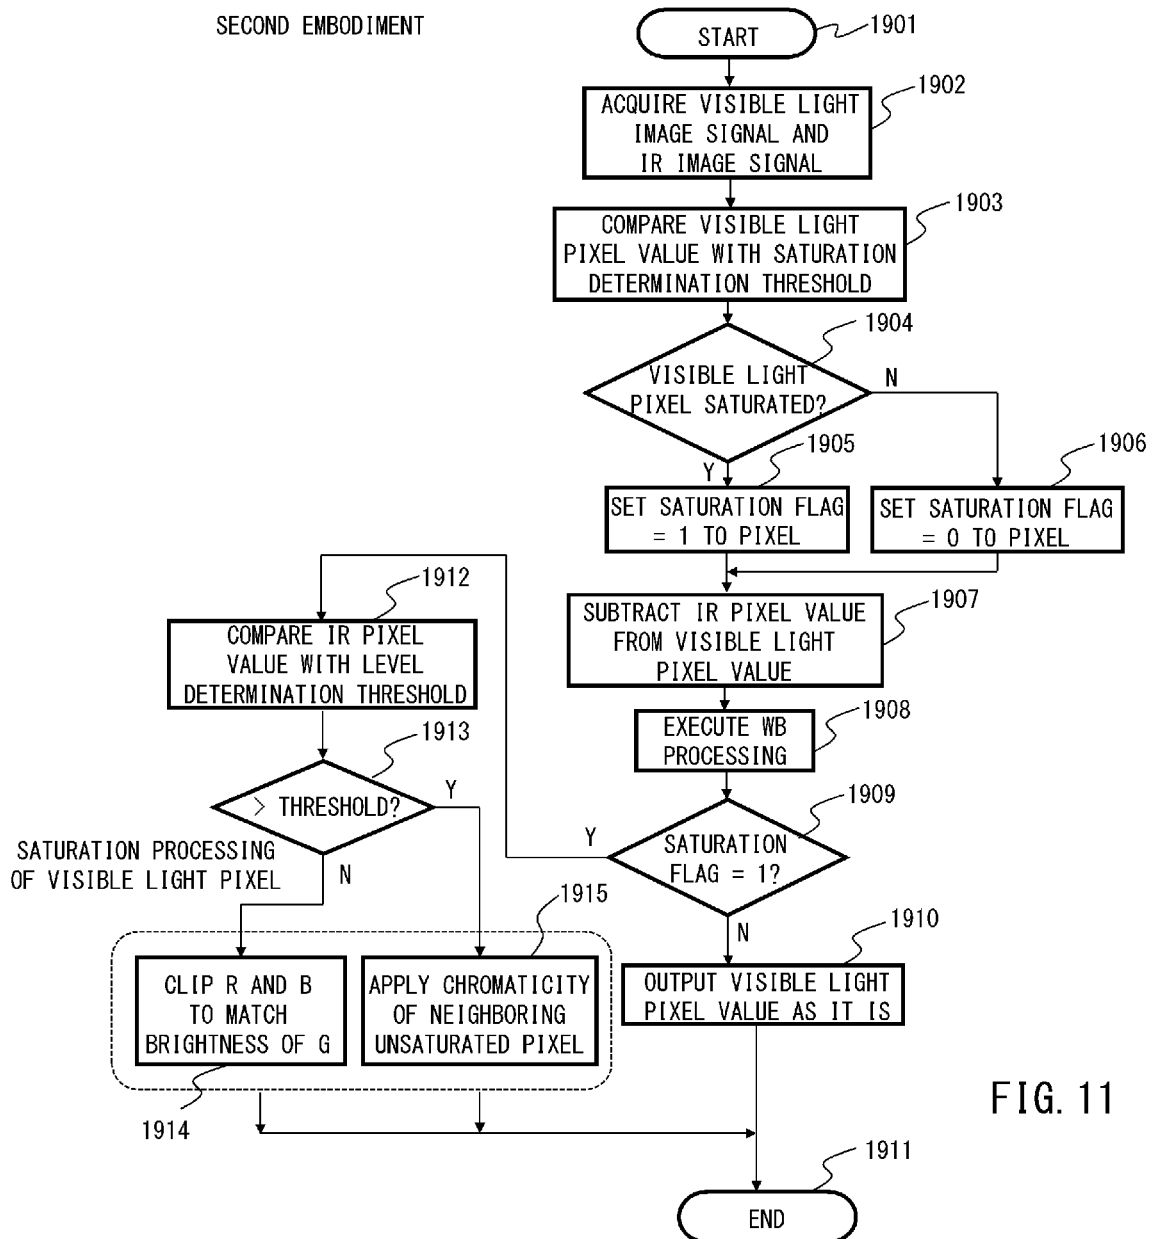 SECOND EMBODIMENT
START
1901
ACQUIRE VISIBLE LIGHT
IMAGE SIGNAL AND
IR IMAGE SIGNAL
1902
COMPARE VISIBLE LIGHT
PIXEL VALUE WITH SATURATION
DETERMINATION THRESHOLD
1903
VISIBLE LIGHT
PIXEL SATURATED?
1904
N
Y
1905
SET SATURATION FLAG
= 1 TO PIXEL
1906
SET SATURATION FLAG
= 0 TO PIXEL
SUBTRACT IR PIXEL VALUE
FROM VISIBLE LIGHT
PIXEL VALUE
1907
EXECUTE WB
PROCESSING
1908
SATURATION
FLAG = 1?
1909
Y
N
1910
OUTPUT VISIBLE LIGHT
PIXEL VALUE AS IT IS
1912
COMPARE IR PIXEL
VALUE WITH LEVEL
DETERMINATION THRESHOLD
1913
> THRESHOLD?
Y
N
SATURATION PROCESSING
OF VISIBLE LIGHT PIXEL
CLIP R AND B
TO MATCH
BRIGHTNESS OF G
1914
1915
APPLY CHROMATICITY
OF NEIGHBORING
UNSATURATED PIXEL
1911
END
FIG. 11